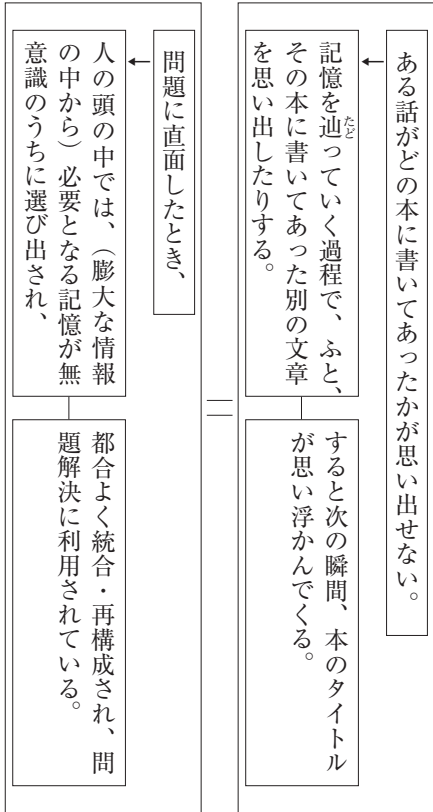 ある話がどの本に書いてあったかが思い出せない。
記憶を辿っていく過程で、ふと、
たど
その本に書いてあった別の文章
を思い出したりする。
すると次の瞬間、本のタイトル
が思い浮かんでくる。
問題に直面したとき、
人の頭の中では、（膨大な情報
の中から）必要となる記憶が無
意識のうちに選び出され、
都合よく統合・再構成され、問
題解決に利用されている。